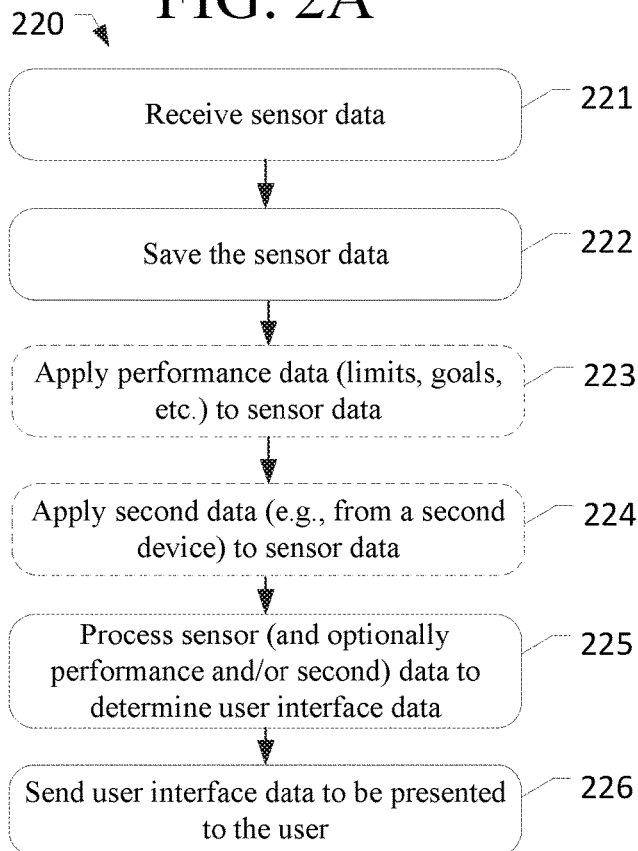 FIG. 2A
220
Receive sensor data
221
Save the sensor data
222
Apply performance data (limits, goals,
etc.) to sensor data
223
Apply second data (e.g., from a second
device) to sensor data
224
Process sensor (and optionally
performance and/or second) data to
determine user interface data
225
Send user interface data to be presented
to the user
226